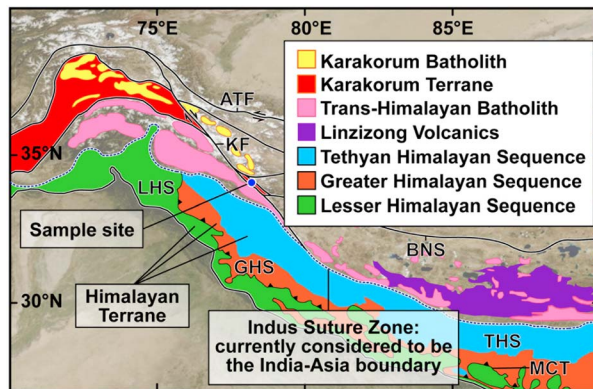 75°E
80°E
85°E
Karakorum Batholith
Karakorum Terrane
Trans-Himalayan Batholith
Linzizong Volcanics
Tethyan Himalayan Sequence
Greater Himalayan Sequence
Lesser Himalayan Sequence
ATF
KF
35°N
LHS
Sample site
BNS
GHS
30°N
Himalayan
Terrane
Indus Suture Zone:
currently considered to be
the India-Asia boundary
THS
MCT